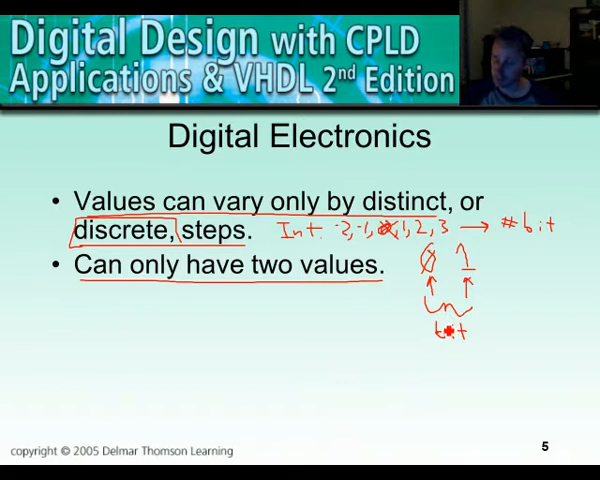 Digital Design with CPLD
Applications & VHDL 2nd Edition
Digital Electronics
• Values can vary only by distinct, or
discrete, steps. Int: -2,-1,0,1,2,3 → #bit
• Can only have two values. 0 1
bit
copyright © 2005 Delmar Thomson Learning 5